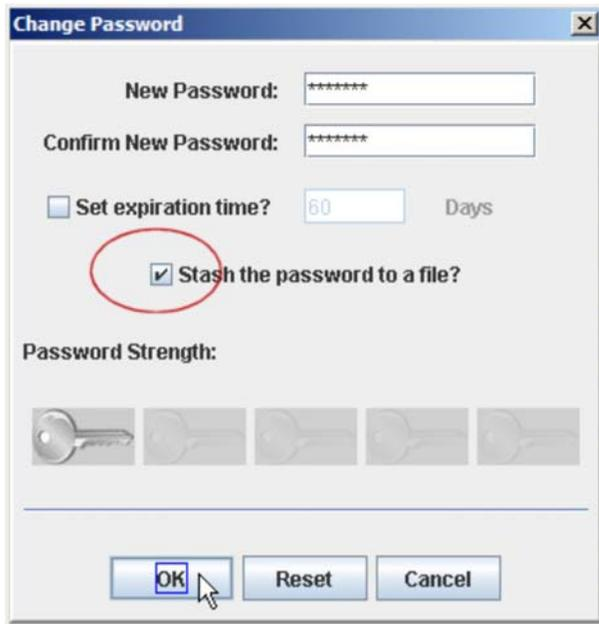 Change Password
New Password: *******
Confirm New Password: *******
Set expiration time? 60 Days
Stash the password to a file?
Password Strength:
OK Reset Cancel